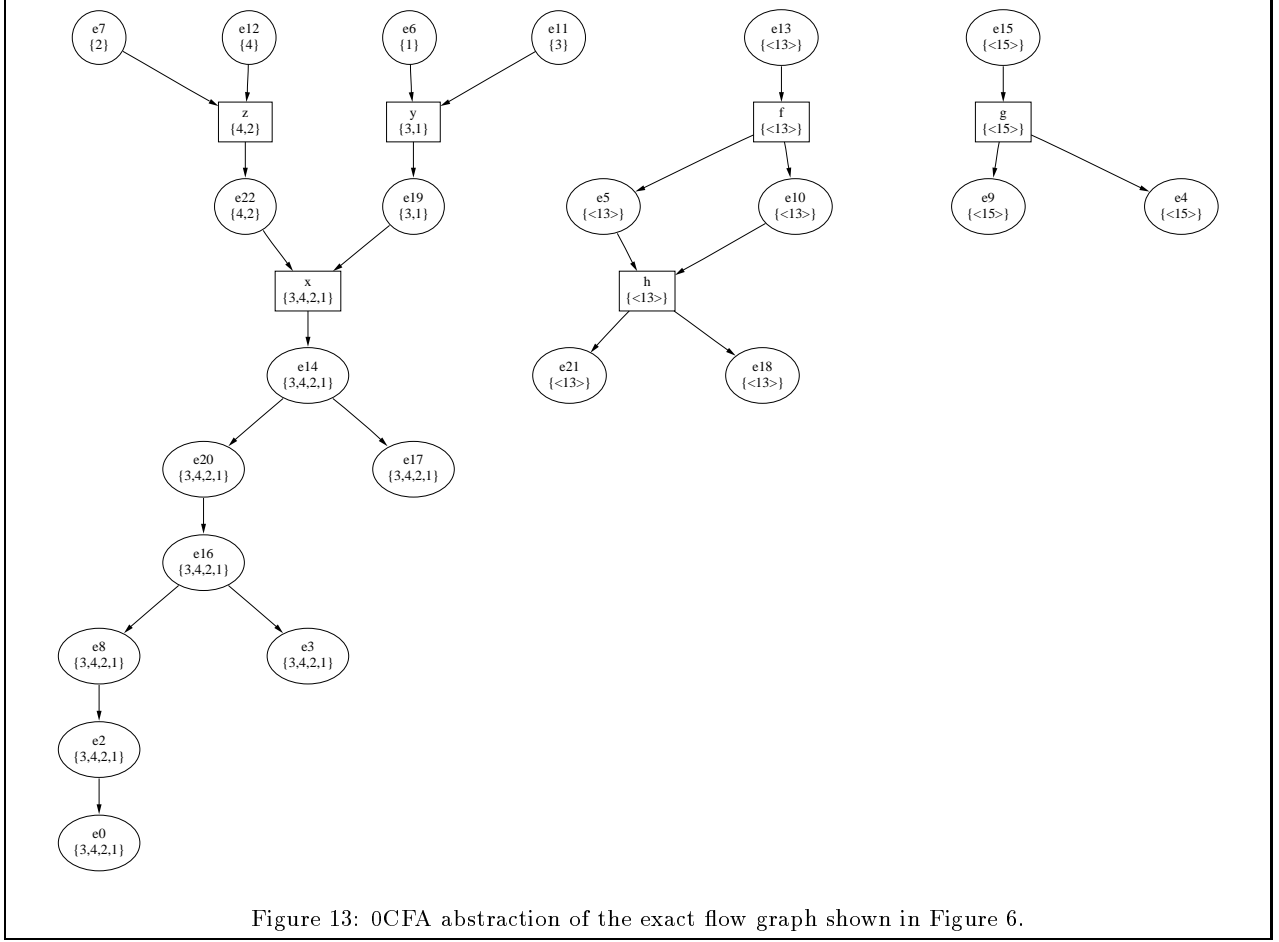 e7
{2}
e12
{4}
e6
{1}
e11
{3}
e13
{<13>}
e15
{<15>}
z
{4,2}
y
{3,1}
f
{<13>}
g
{<15>}
e22
{4,2}
e19
{3,1}
e5
{<13>}
e10
{<13>}
e9
{<15>}
e4
{<15>}
x
{3,4,2,1}
h
{<13>}
e14
{3,4,2,1}
e21
{<13>}
e18
{<13>}
e20
{3,4,2,1}
e17
{3,4,2,1}
e16
{3,4,2,1}
e8
{3,4,2,1}
e3
{3,4,2,1}
e2
{3,4,2,1}
e0
{3,4,2,1}
Figure 13: 0CFA abstraction of the exact flow graph shown in Figure 6.